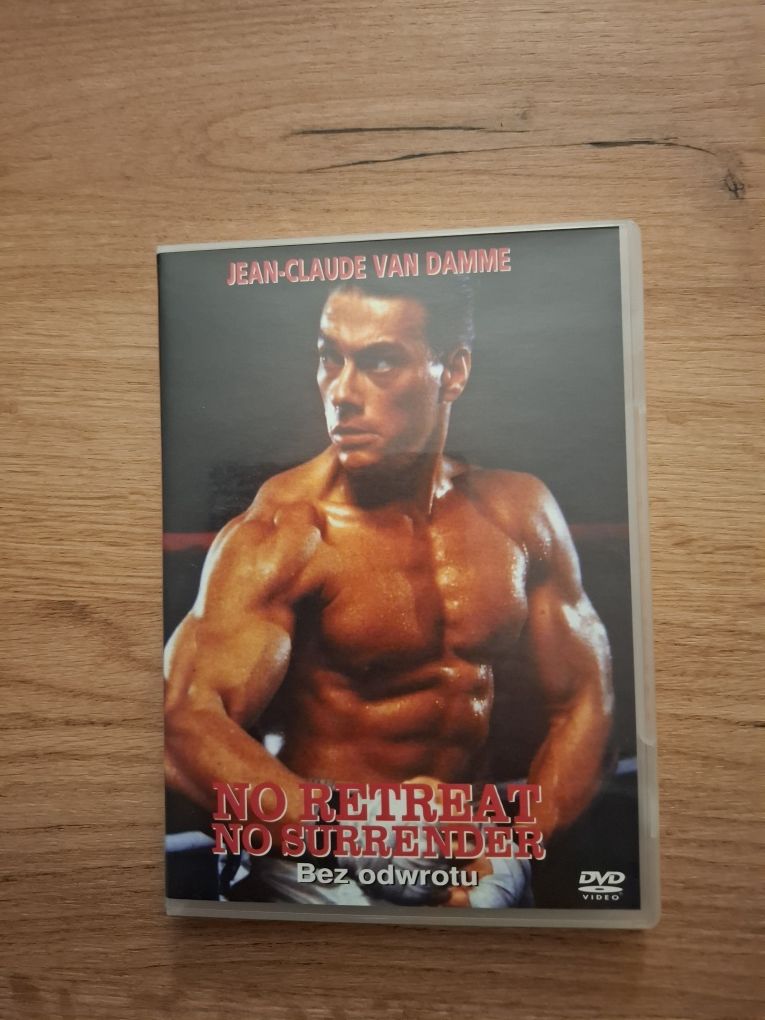 JEAN-CLAUDE VAN DAMME
NO RETREAT
NO SURRENDER
Bez odwrotu
DVD
VIDEO